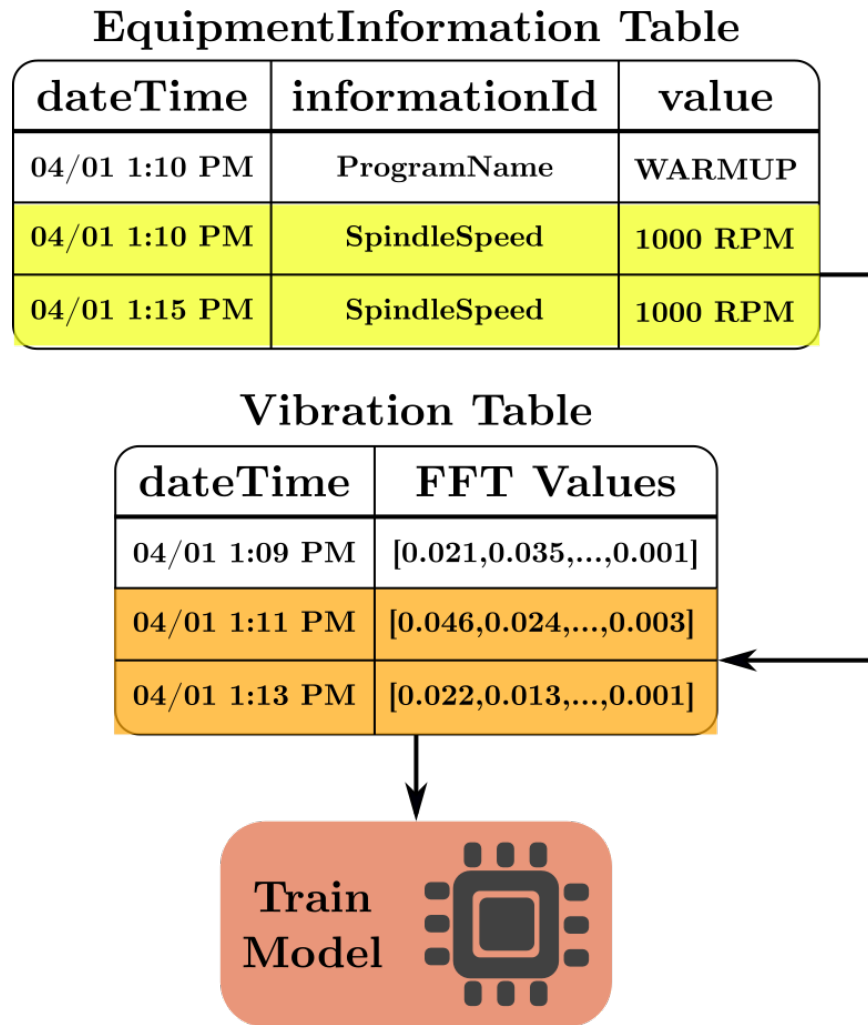 EquipmentInformation Table
dateTime informationId value
04/01 1:10 PM ProgramName WARMUP
04/01 1:10 PM SpindleSpeed 1000 RPM
04/01 1:15 PM SpindleSpeed 1000 RPM
Vibration Table
dateTime FFT Values
04/01 1:09 PM [0.021,0.035,...,0.001]
04/01 1:11 PM [0.046,0.024,...,0.003]
04/01 1:13 PM [0.022,0.013,...,0.001]
Train
Model